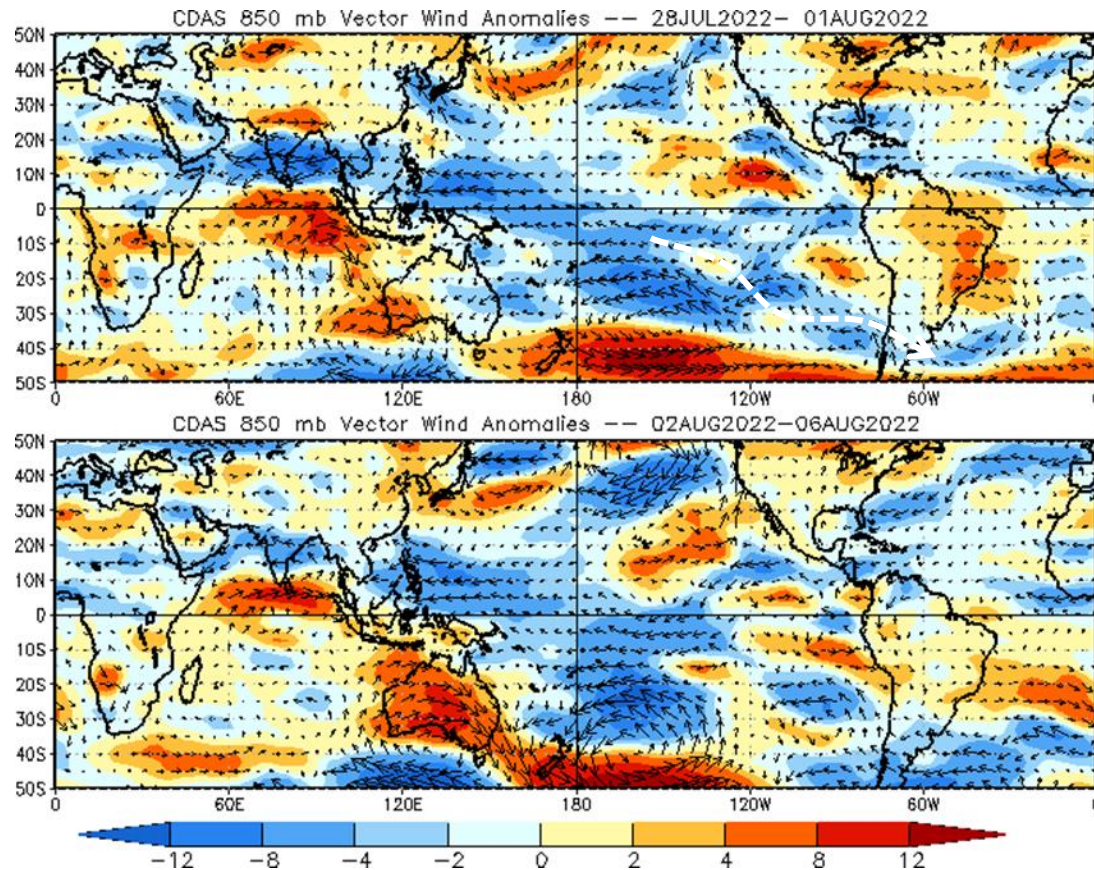 CDAS 850 mb Vector Wind Anomalies -- 28JUL2022- 01AUG2022
50N
40N
30N
20N
10N
0
10S
20S
30S
40S
50S
0 60E 120E 180 120W 60W 0
CDAS 850 mb Vector Wind Anomalies -- 02AUG2022-06AUG2022
50N
40N
30N
20N
10N
0
10S
20S
30S
40S
50S
0 60E 120E 180 120W 60W 0
-12 -8 -4 -2 0 2 4 8 12